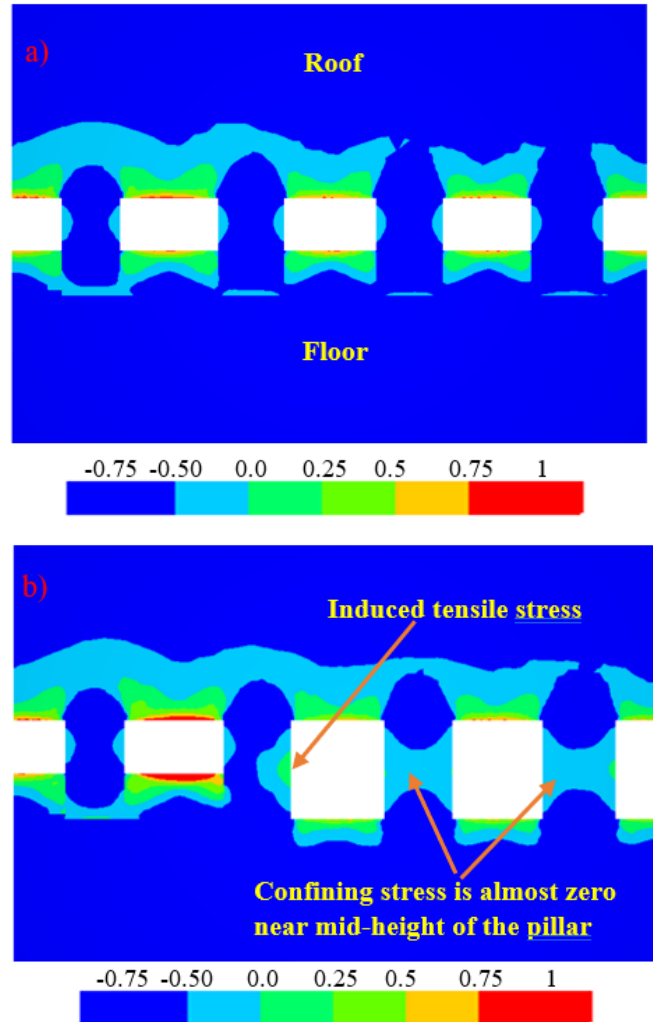 a)
Roof
Floor
-0.75 -0.50 0.0 0.25 0.5 0.75 1
b)
Induced tensile stress
Confining stress is almost zero
near mid-height of the pillar
-0.75 -0.50 0.0 0.25 0.5 0.75 1